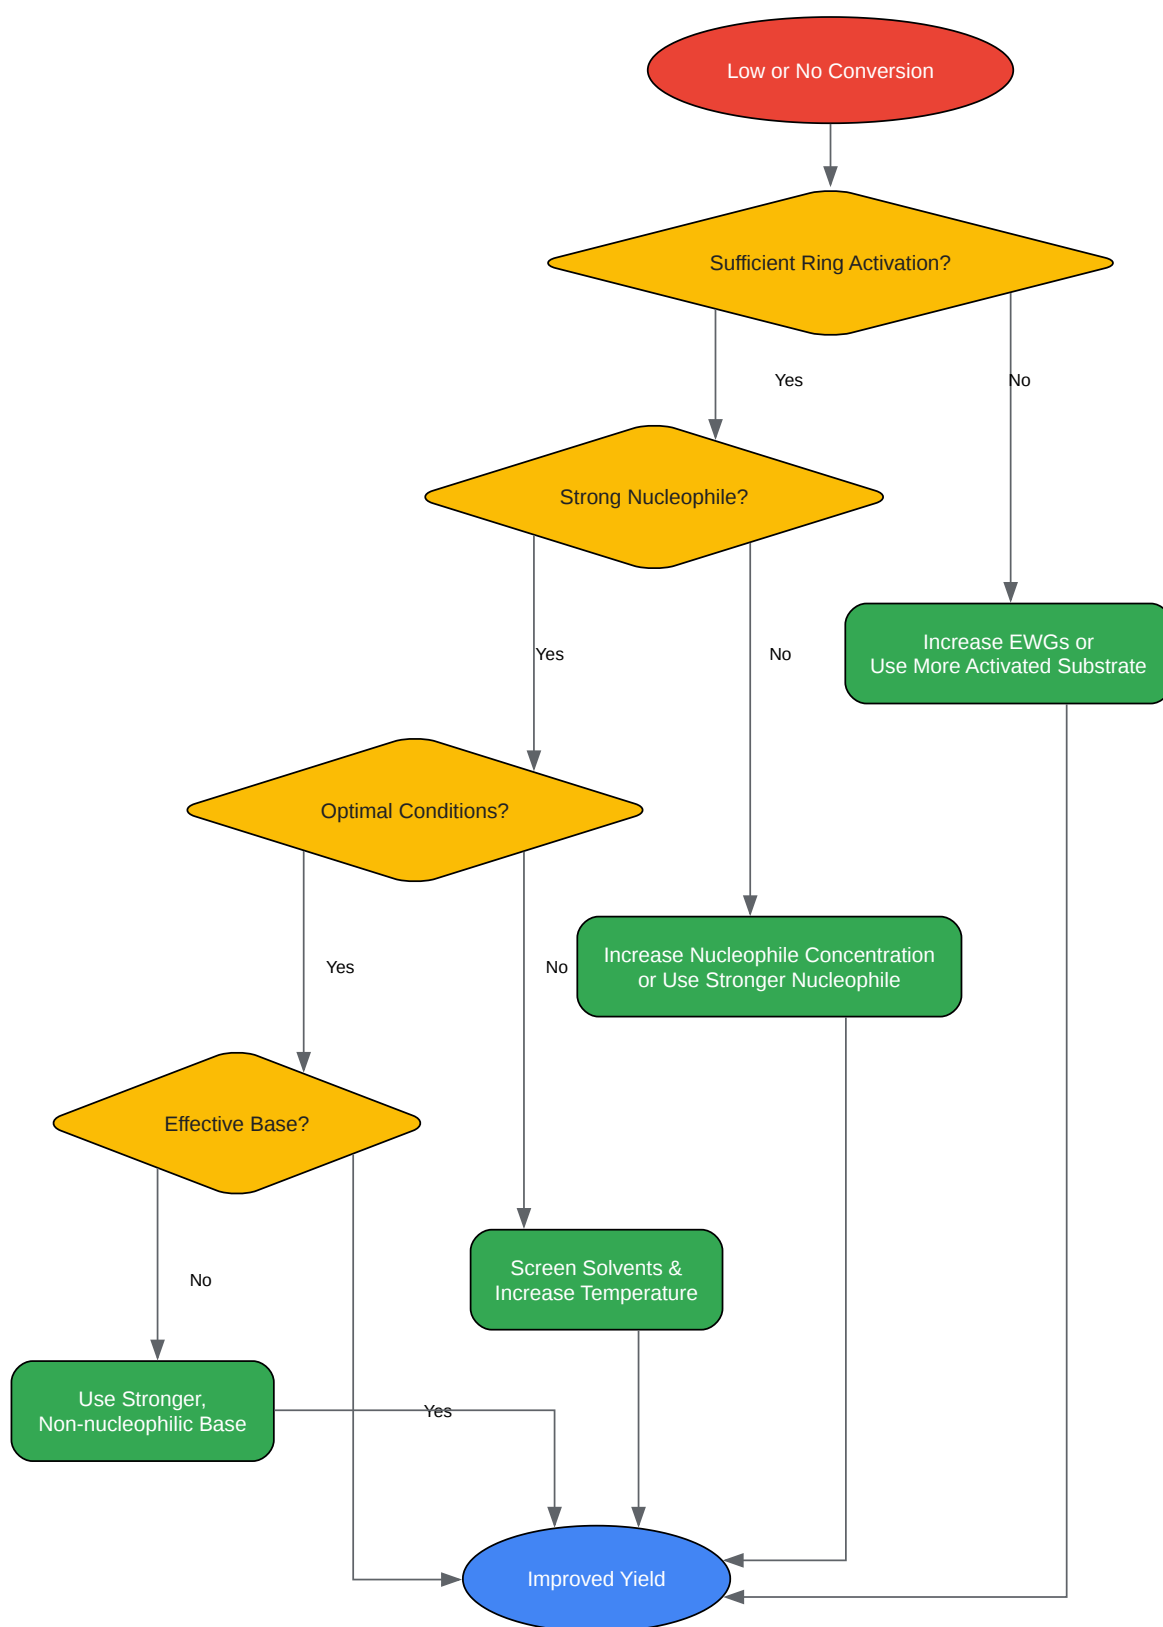 Low or No Conversion
Sufficient Ring Activation?
Yes
No
Strong Nucleophile?
Increase EWGs or
Use More Activated Substrate
Yes
No
Optimal Conditions?
Increase Nucleophile Concentration
or Use Stronger Nucleophile
Yes
No
Effective Base?
Screen Solvents &
Increase Temperature
No
Use Stronger,
Non-nucleophilic Base
Yes
Improved Yield